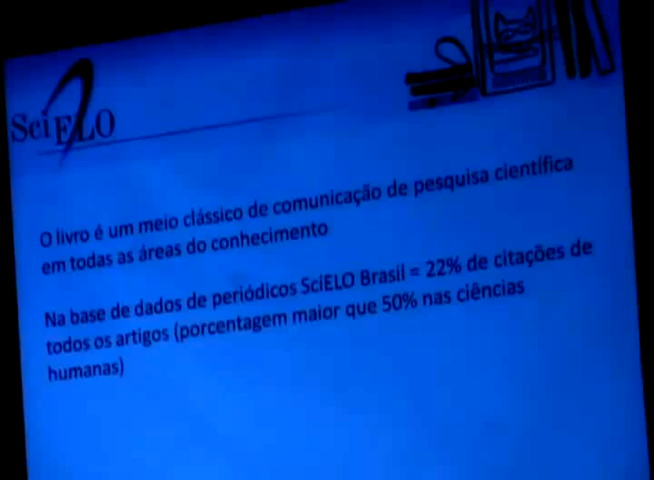 SciELO
O livro é um meio clássico de comunicação de pesquisa científica
em todas as áreas do conhecimento
Na base de dados de periódicos SciELO Brasil = 22% de citações de
todos os artigos (porcentagem maior que 50% nas ciências
humanas)